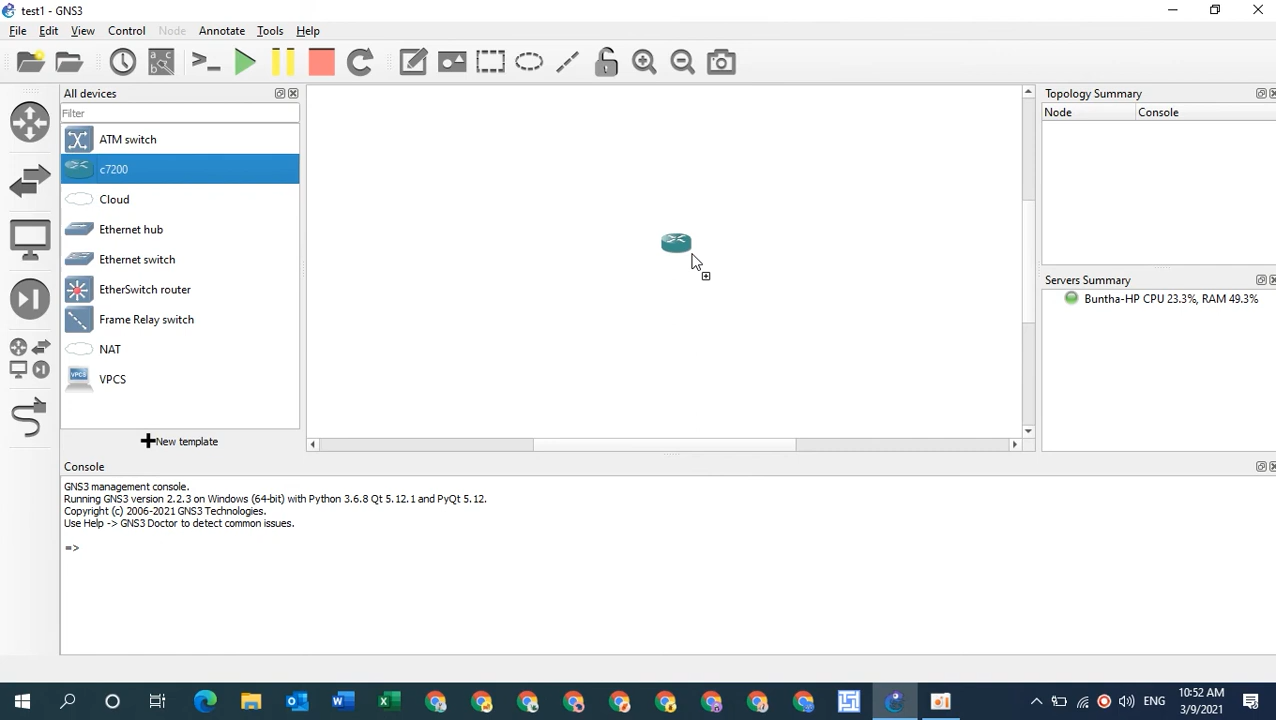 test1 - GNS3
File Edit View Control Node Annotate Tools Help
All devices
Filter
ATM switch
c7200
Cloud
Ethernet hub
Ethernet switch
EtherSwitch router
Frame Relay switch
NAT
VPCS
VPCS
New template
Topology Summary
Node Console
Servers Summary
Buntha-HP CPU 23.3%, RAM 49.3%
Console
GNS3 management console.
Running GNS3 version 2.2.3 on Windows (64-bit) with Python 3.6.8 Qt 5.12.1 and PyQt 5.12.
Copyright (c) 2006-2021 GNS3 Technologies.
Use Help -> GNS3 Doctor to detect common issues.
=>
ENG
10:52 AM
3/9/2021